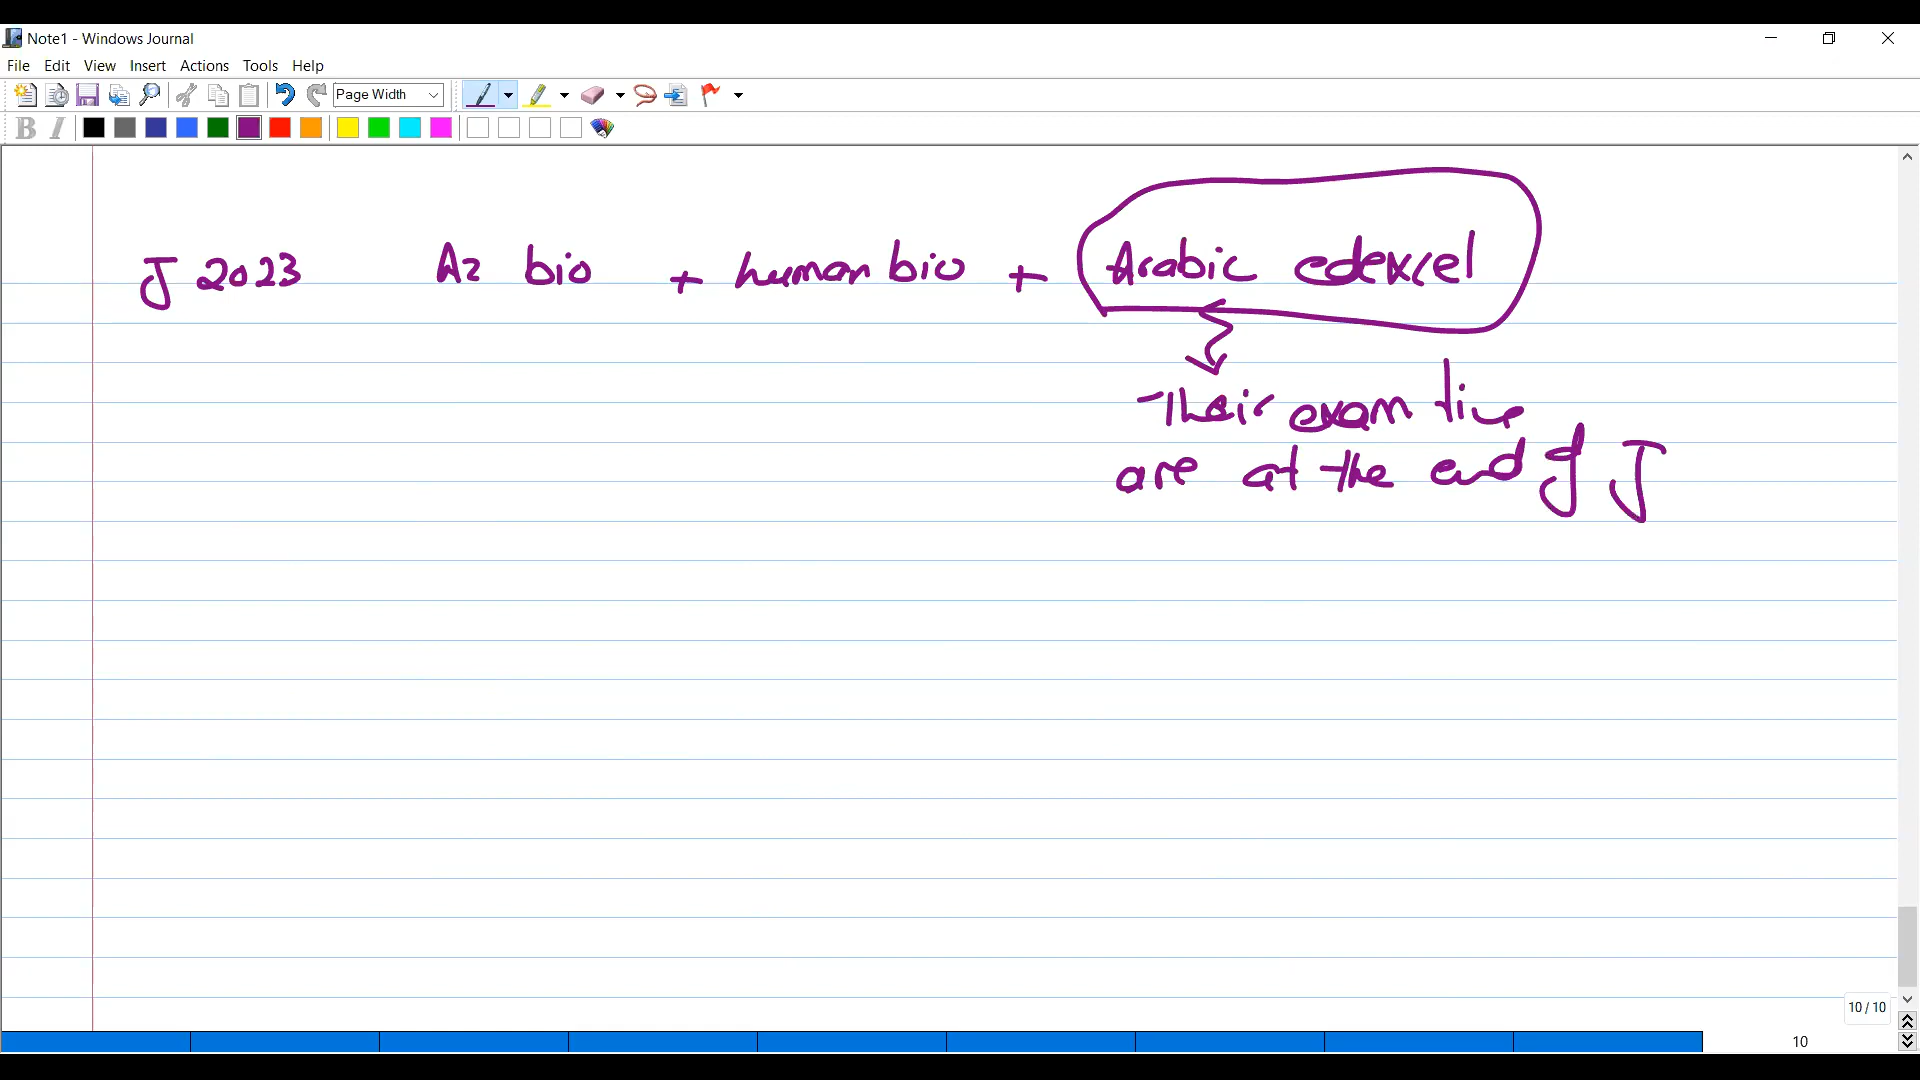 Note1 - Windows Journal
File Edit View Insert Actions Tools Help
Page Width
B I
J 2023 A2 bio + human bio + Arabic edexcel
Their exam time
are at the end of J
10 / 10
10